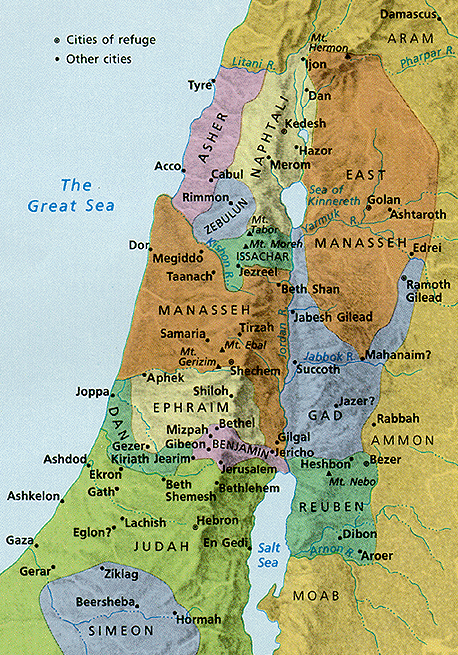 Cities of refuge
Other cities
Damascus
ARAM
Mt.
Hermon
Litani R.
Ijon
Pharpar R.
Tyre
Dan
ASHER
NAPHTALI
Kedesh
Hazor
Merom
EAST
Acco
Cabul
The
Great Sea
Rimmon
Sea of
Kinnereth
Golan
Ashtaroth
ZEBULUN
Yarmuk R.
Mt.
Tabor
Mt. Moreh
Kishon R.
ISSACHAR
MANASSEH
Edrei
Dor
Megiddo
Jezreel
Taanach
Beth Shan
Ramoth
Gilead
MANASSEH
Jabesh Gilead
Tirzah
Samaria
Mt. Ebal
Jordan R.
Mt.
Gerizim
Shechem
Jabbok R.
Mahanaim?
Succoth
Aphek
Joppa
Shiloh
EPHRAIM
Jazer?
GAD
DAN
Bethel
Mizpah
Rabbah
Gezer
Gibeon
BENJAMIN
Gilgal
Jericho
AMMON
Kiriath Jearim
Ashdod
Ekron
Jerusalem
Heshbon
Bezer
Mt. Nebo
Gath
Beth
Shemesh
Bethlehem
Ashkelon
REUBEN
Lachish
Eglon?
Hebron
Dibon
Gaza
JUDAH
En Gedi
Salt
Sea
Arnon R.
Aroer
Gerar
Ziklag
MOAB
Beersheba
Hormah
SIMEON